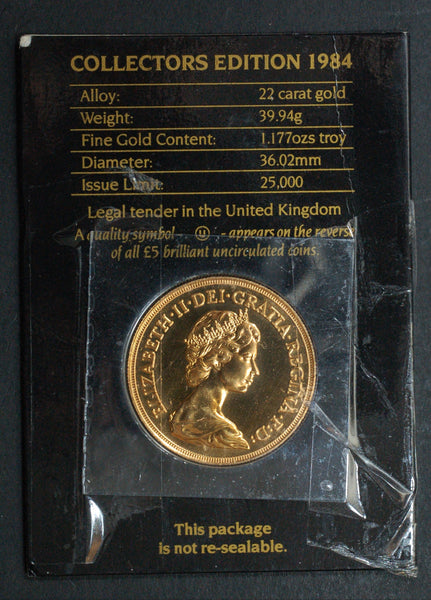 COLLECTORS EDITION 1984
Alloy: 22 carat gold
Weight: 39.94g
Fine Gold Content: 1.177ozs troy
Diameter: 36.02mm
Issue Limit: 25,000
Legal tender in the United Kingdom
A quality symbol - U - appears on the reverse
of all £5 brilliant uncirculated coins.
ELIZABETH·II·DEI·GRATIA·REGINA·F:D:
This package
is not re-sealable.